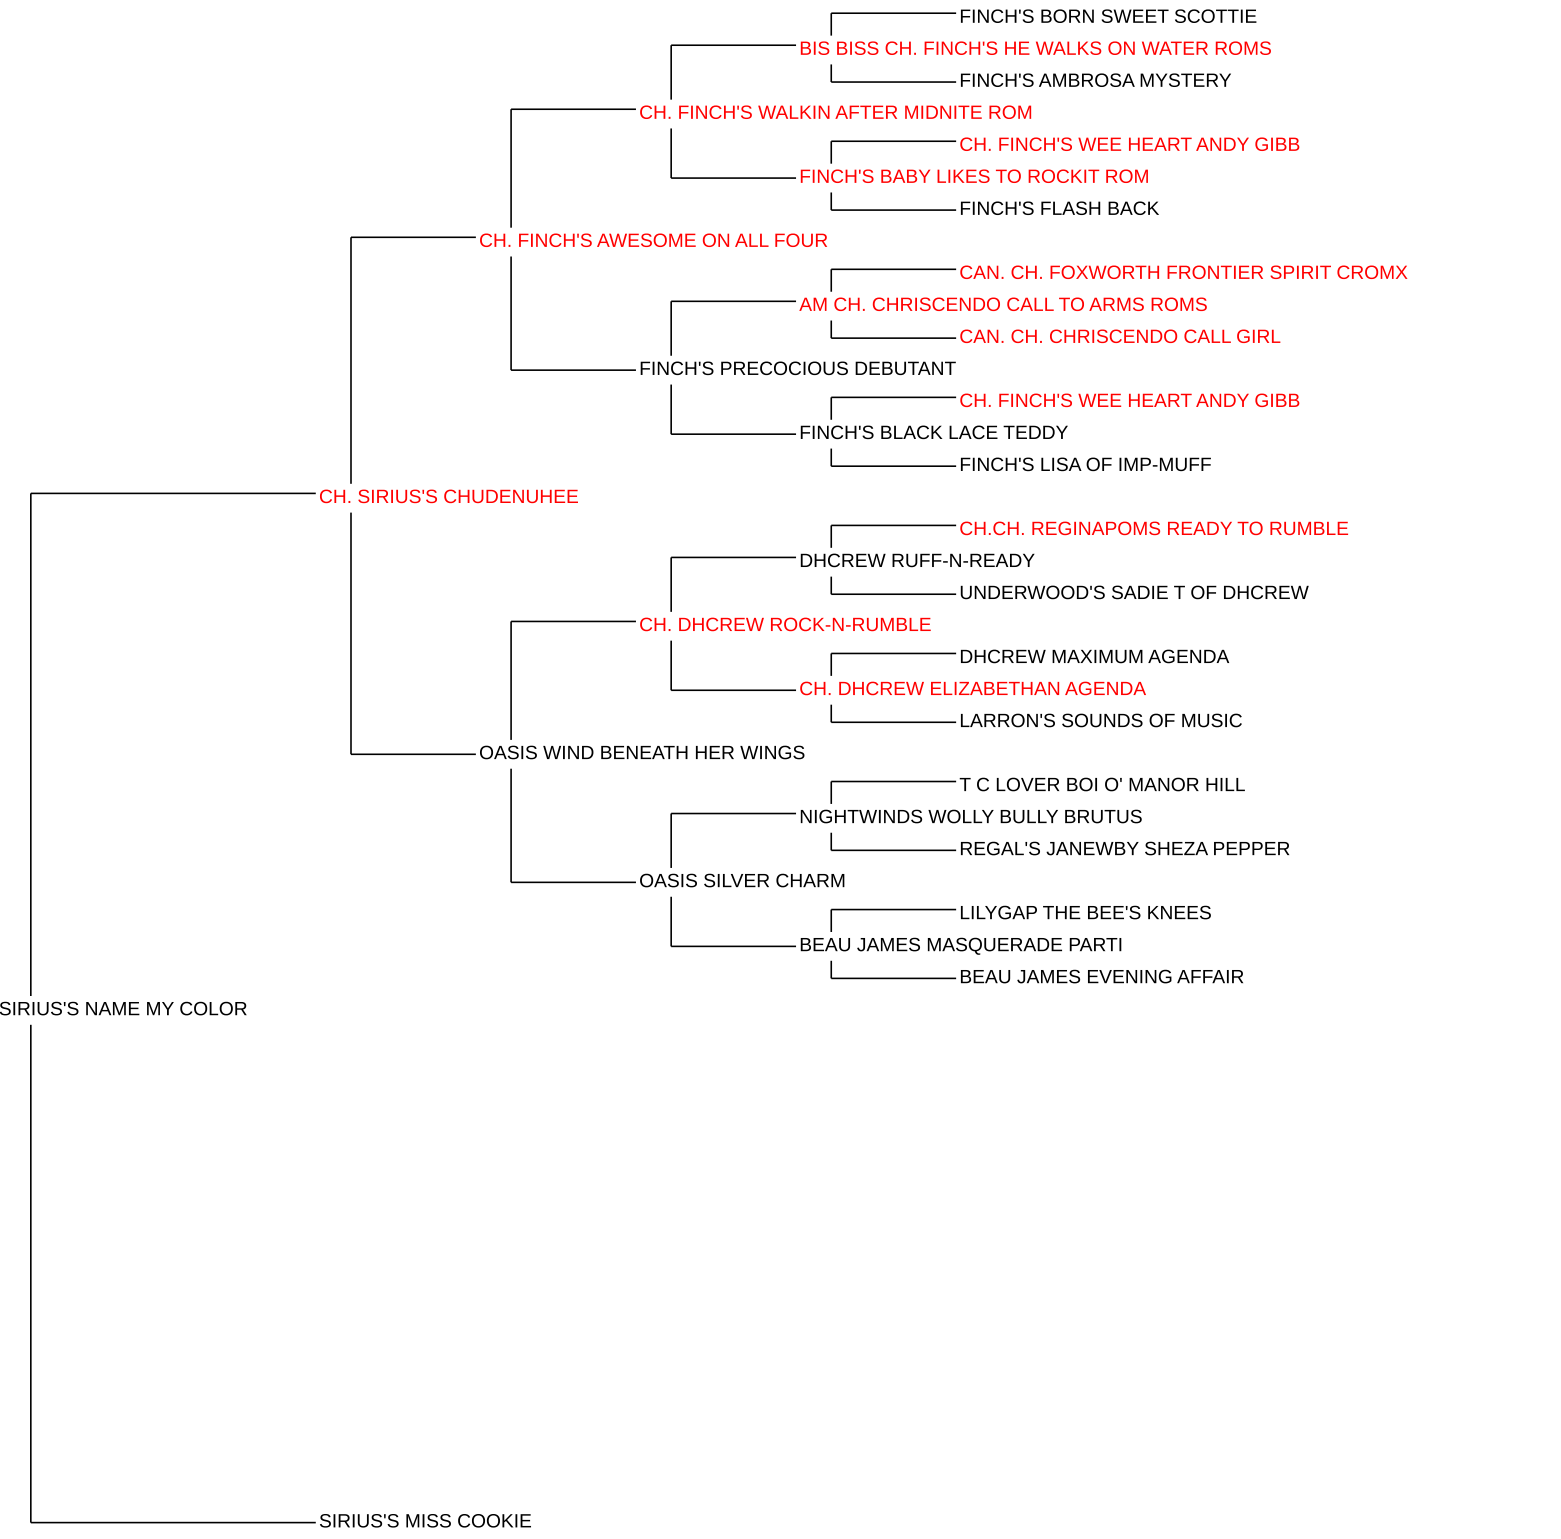 FINCH'S BORN SWEET SCOTTIE
BIS BISS CH. FINCH'S HE WALKS ON WATER ROMS
FINCH'S AMBROSA MYSTERY
CH. FINCH'S WALKIN AFTER MIDNITE ROM
CH. FINCH'S WEE HEART ANDY GIBB
FINCH'S BABY LIKES TO ROCKIT ROM
FINCH'S FLASH BACK
CH. FINCH'S AWESOME ON ALL FOUR
CAN. CH. FOXWORTH FRONTIER SPIRIT CROMX
AM CH. CHRISCENDO CALL TO ARMS ROMS
CAN. CH. CHRISCENDO CALL GIRL
FINCH'S PRECOCIOUS DEBUTANT
CH. FINCH'S WEE HEART ANDY GIBB
FINCH'S BLACK LACE TEDDY
FINCH'S LISA OF IMP-MUFF
CH. SIRIUS'S CHUDENUHEE
CH.CH. REGINAPOMS READY TO RUMBLE
DHCREW RUFF-N-READY
UNDERWOOD'S SADIE T OF DHCREW
CH. DHCREW ROCK-N-RUMBLE
DHCREW MAXIMUM AGENDA
CH. DHCREW ELIZABETHAN AGENDA
LARRON'S SOUNDS OF MUSIC
OASIS WIND BENEATH HER WINGS
T C LOVER BOI O' MANOR HILL
NIGHTWINDS WOLLY BULLY BRUTUS
REGAL'S JANEWBY SHEZA PEPPER
OASIS SILVER CHARM
LILYGAP THE BEE'S KNEES
BEAU JAMES MASQUERADE PARTI
BEAU JAMES EVENING AFFAIR
SIRIUS'S NAME MY COLOR
SIRIUS'S MISS COOKIE